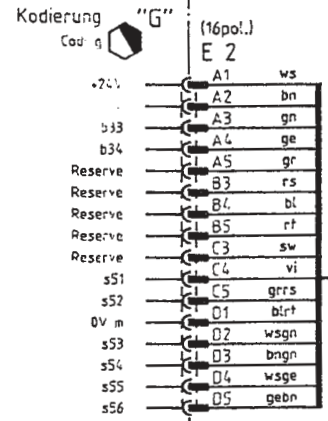 Kodierung "G"
(16pol.)
E 2
+24V A1 ws
A2 bn
b33 A3 gn
b34 A4 ge
Reserve A5 gr
Reserve B3 rs
Reserve B4 bl
Reserve B5 rt
Reserve C3 sw
s51 C4 vi
s52 C5 grrs
0V m D1 blrt
s53 D2 wsgn
s54 D3 bngn
s55 D4 wsge
s56 D5 gebn